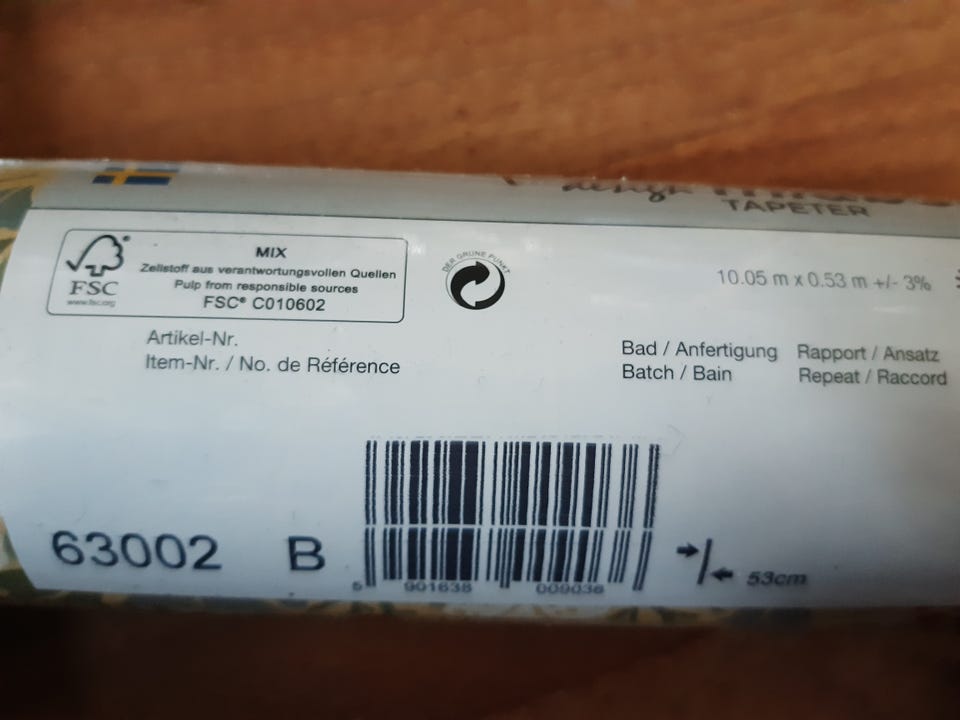 design
TAPETER
MIX
Zellstoff aus verantwortungsvollen Quellen
Pulp from responsible sources
FSC® C010602
FSC
www.fsc.org
DER GRÜNE PUNKT
10.05 m x 0.53 m +/- 3%
Artikel-Nr.
Item-Nr. / No. de Référence
Bad / Anfertigung
Batch / Bain
Rapport / Ansatz
Repeat / Raccord
63002 B
5 901638 009036
53cm